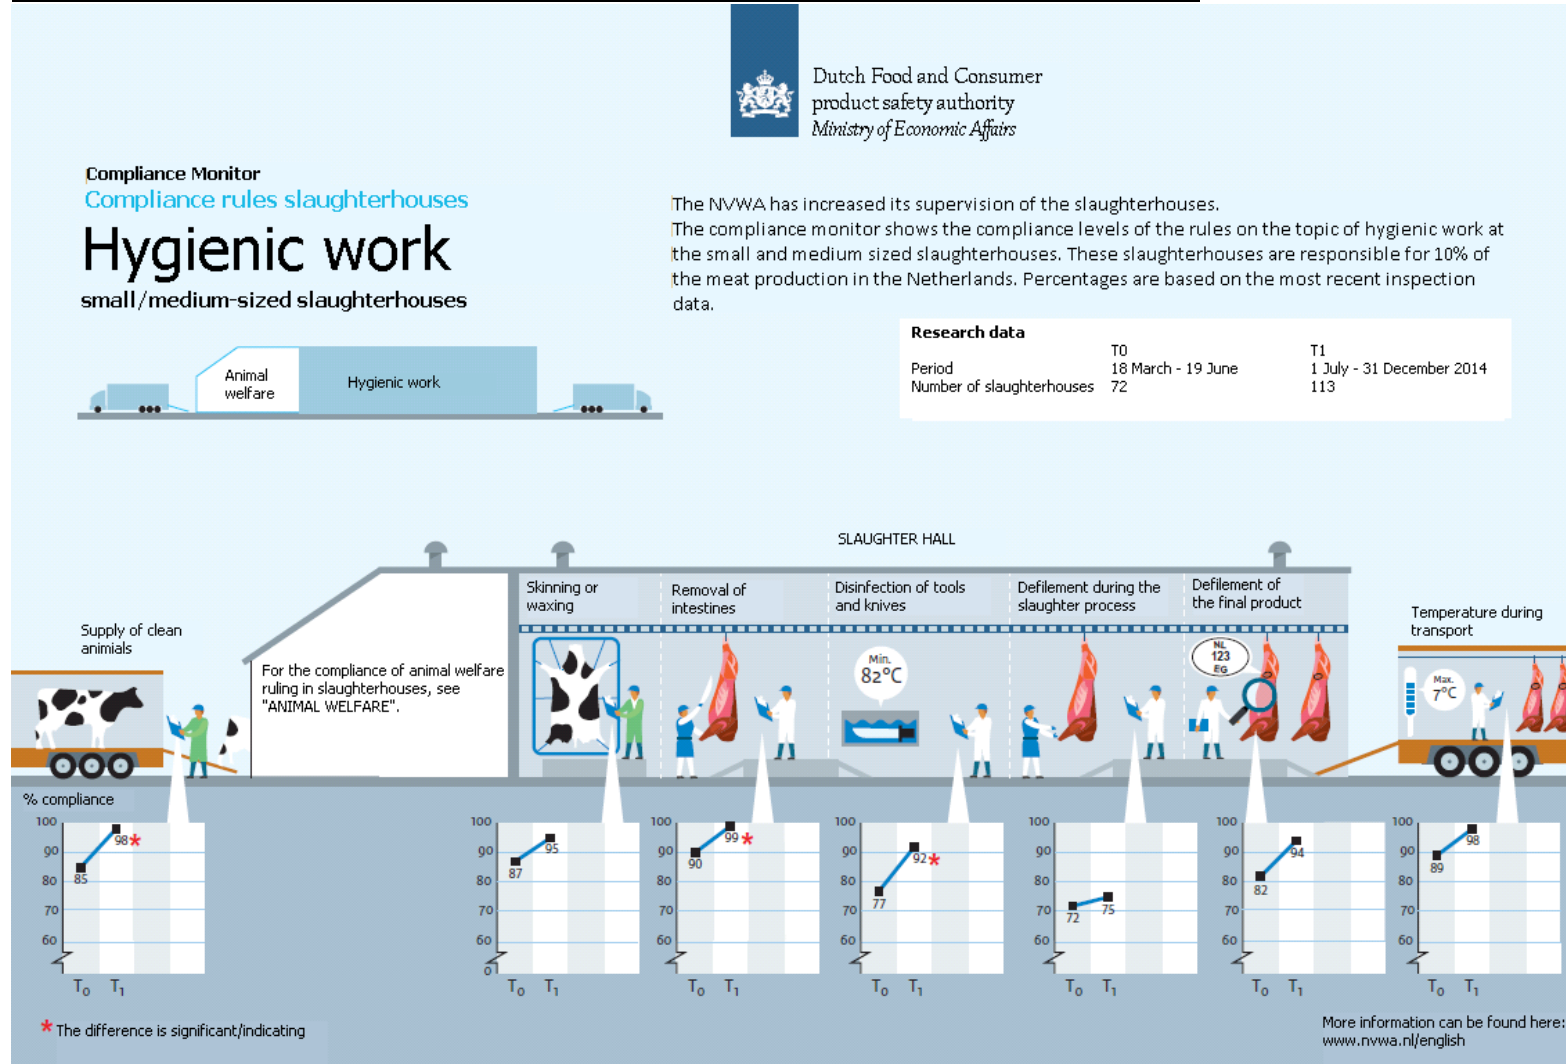 Dutch Food and Consumer
product safety authority
Ministry of Economic Affairs
Compliance Monitor
Compliance rules slaughterhouses
Hygienic work
small/medium-sized slaughterhouses
The NVWA has increased its supervision of the slaughterhouses.
The compliance monitor shows the compliance levels of the rules on the topic of hygienic work at
the small and medium sized slaughterhouses. These slaughterhouses are responsible for 10% of
the meat production in the Netherlands. Percentages are based on the most recent inspection
data.
Research data
T0 T1
Period 18 March - 19 June 1 July - 31 December 2014
Number of slaughterhouses 72 113
Animal
welfare
Hygienic work
SLAUGHTER HALL
Supply of clean
animials
For the compliance of animal welfare
ruling in slaughterhouses, see
"ANIMAL WELFARE".
Skinning or
waxing
Removal of
intestines
Disinfection of tools
and knives
Min.
82°C
Defilement during the
slaughter process
Defilement of
the final product
NL
123
EG
Temperature during
transport
Max.
7°C
% compliance
100
90
80
70
60
85
98*
T0 T1
100
90
80
70
60
0
87
95
T0 T1
100
90
80
70
60
90
99*
T0 T1
100
90
80
70
60
77
92*
T0 T1
100
90
80
70
60
72
75
T0 T1
100
90
80
70
60
82
94
T0 T1
100
90
80
70
60
89
98
T0 T1
* The difference is significant/indicating
More information can be found here:
www.nvwa.nl/english